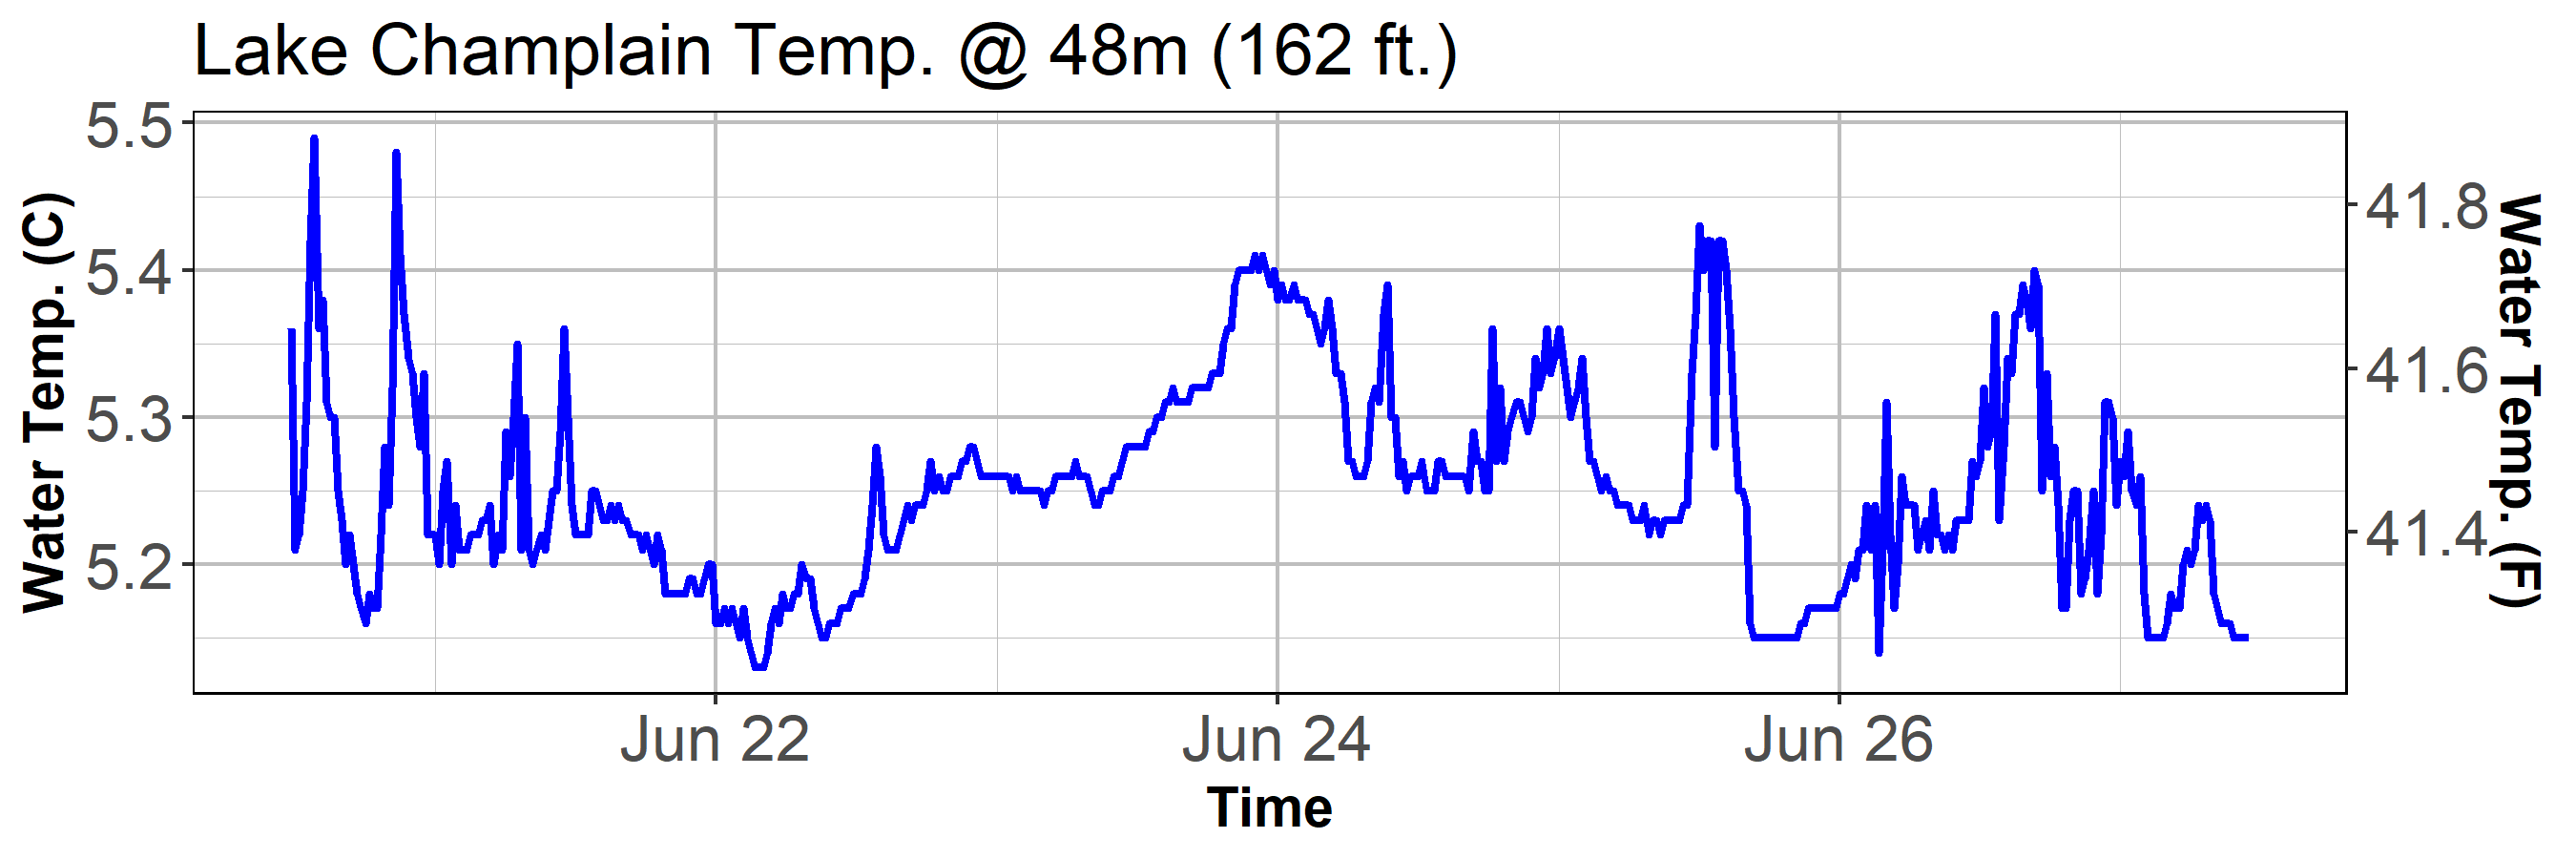 Lake Champlain Temp. @ 48m (162 ft.)
Water Temp. (C)
5.5
5.4
5.3
5.2
41.8
41.6
41.4
Water Temp. (F)
Jun 22 Jun 24 Jun 26
Time